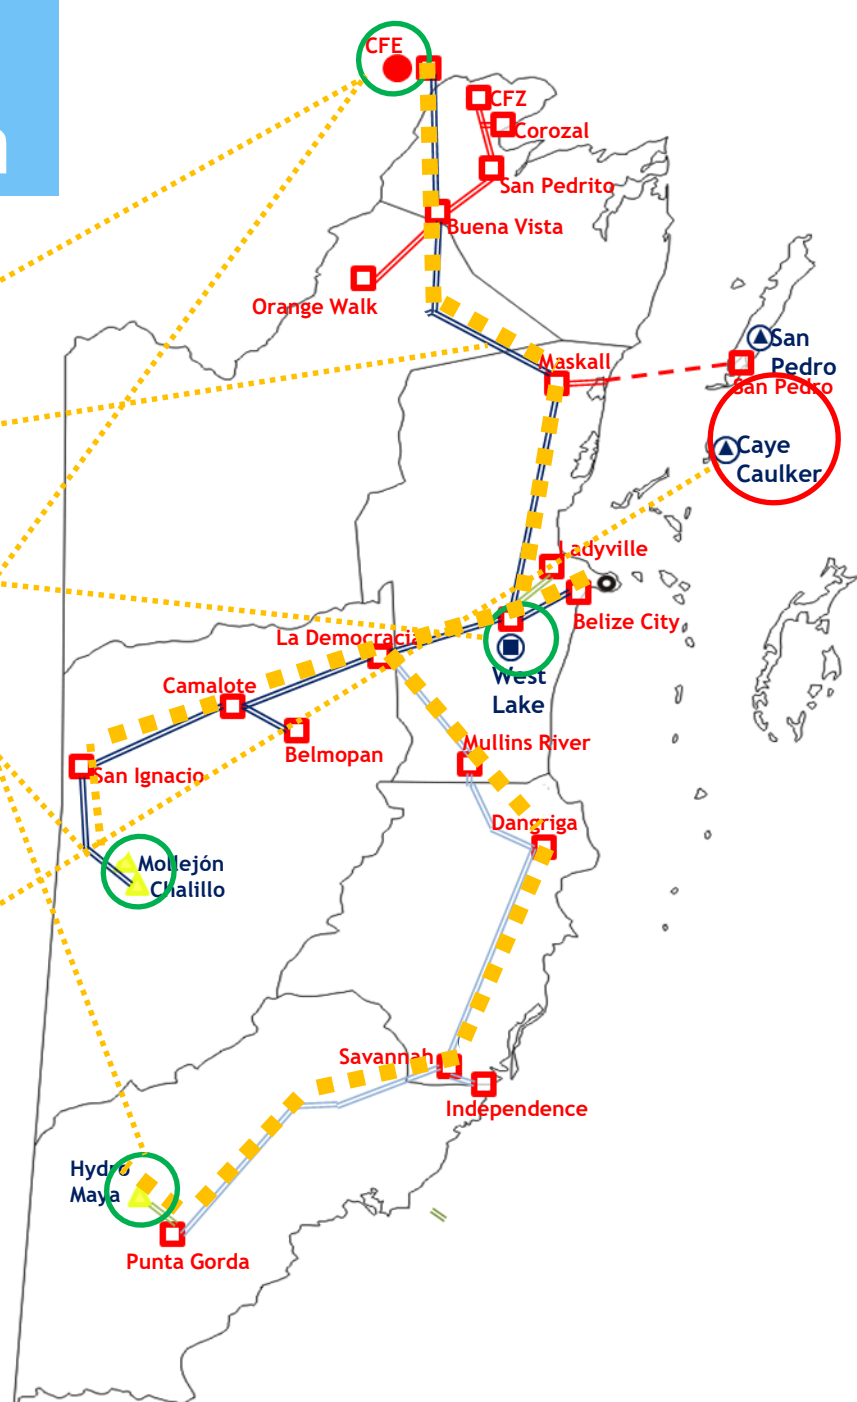 CFE
CFZ
Corozal
San Pedrito
Buena Vista
Orange Walk
San
Pedro
Maskall
San Pedro
Caye
Caulker
Ladyville
Belize City
La Democracia
West
Lake
Camalote
Belmopan
Mullins River
San Ignacio
Dangriga
Mollejón
Chalillo
Savannah
Independence
Hydro
Maya
Punta Gorda